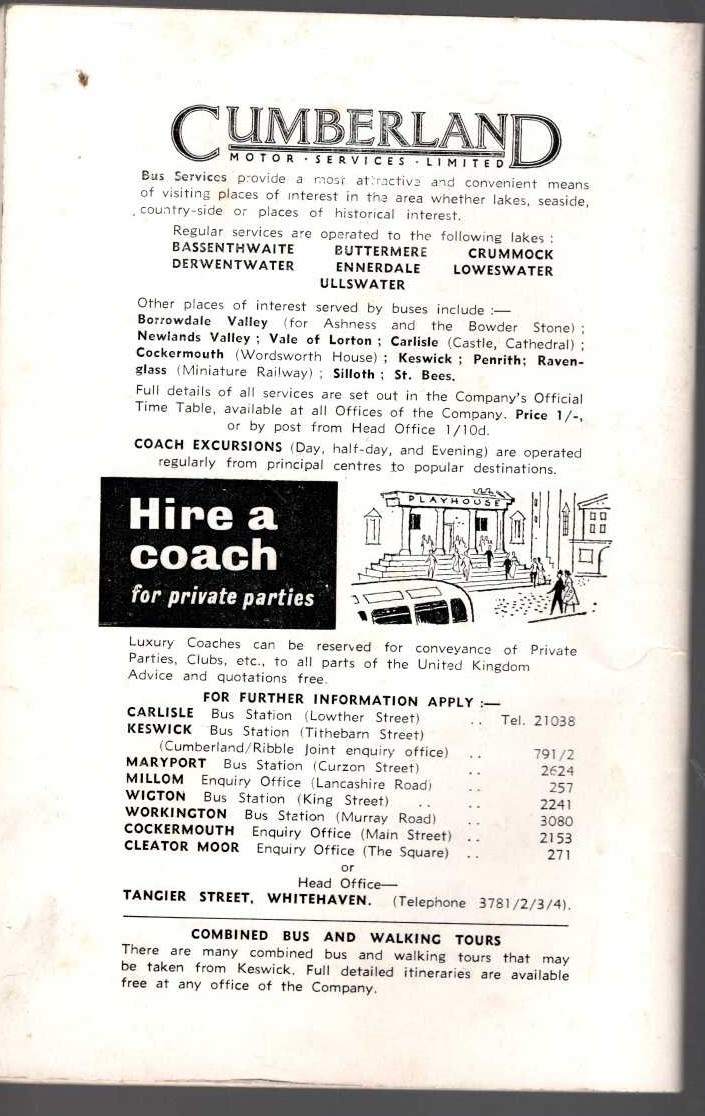 CUMBERLAND
MOTOR · SERVICES · LIMITED
Bus Services provide a most attractive and convenient means
of visiting places of interest in the area whether lakes, seaside,
country-side or places of historical interest.
Regular services are operated to the following lakes :
BASSENTHWAITE BUTTERMERE CRUMMOCK
DERWENTWATER ENNERDALE LOWESWATER
ULLSWATER
Other places of interest served by buses include :—
Borrowdale Valley (for Ashness and the Bowder Stone) ;
Newlands Valley ; Vale of Lorton ; Carlisle (Castle, Cathedral) ;
Cockermouth (Wordsworth House) ; Keswick ; Penrith; Raven-
glass (Miniature Railway) ; Silloth ; St. Bees.
Full details of all services are set out in the Company's Official
Time Table, available at all Offices of the Company. Price 1/-,
or by post from Head Office 1/10d.
COACH EXCURSIONS (Day, half-day, and Evening) are operated
regularly from principal centres to popular destinations.
Hire a
coach
for private parties
PLAYHOUSE
Luxury Coaches can be reserved for conveyance of Private
Parties, Clubs, etc., to all parts of the United Kingdom
Advice and quotations free.
FOR FURTHER INFORMATION APPLY :—
CARLISLE Bus Station (Lowther Street) .. Tel. 21038
KESWICK Bus Station (Tithebarn Street)
(Cumberland/Ribble Joint enquiry office) .. 791/2
MARYPORT Bus Station (Curzon Street) .. 2624
MILLOM Enquiry Office (Lancashire Road) .. 257
WIGTON Bus Station (King Street) .. .. 2241
WORKINGTON Bus Station (Murray Road) .. 3080
COCKERMOUTH Enquiry Office (Main Street) .. 2153
CLEATOR MOOR Enquiry Office (The Square) .. 271
or
Head Office—
TANGIER STREET, WHITEHAVEN. (Telephone 3781/2/3/4).
COMBINED BUS AND WALKING TOURS
There are many combined bus and walking tours that may
be taken from Keswick. Full detailed itineraries are available
free at any office of the Company.